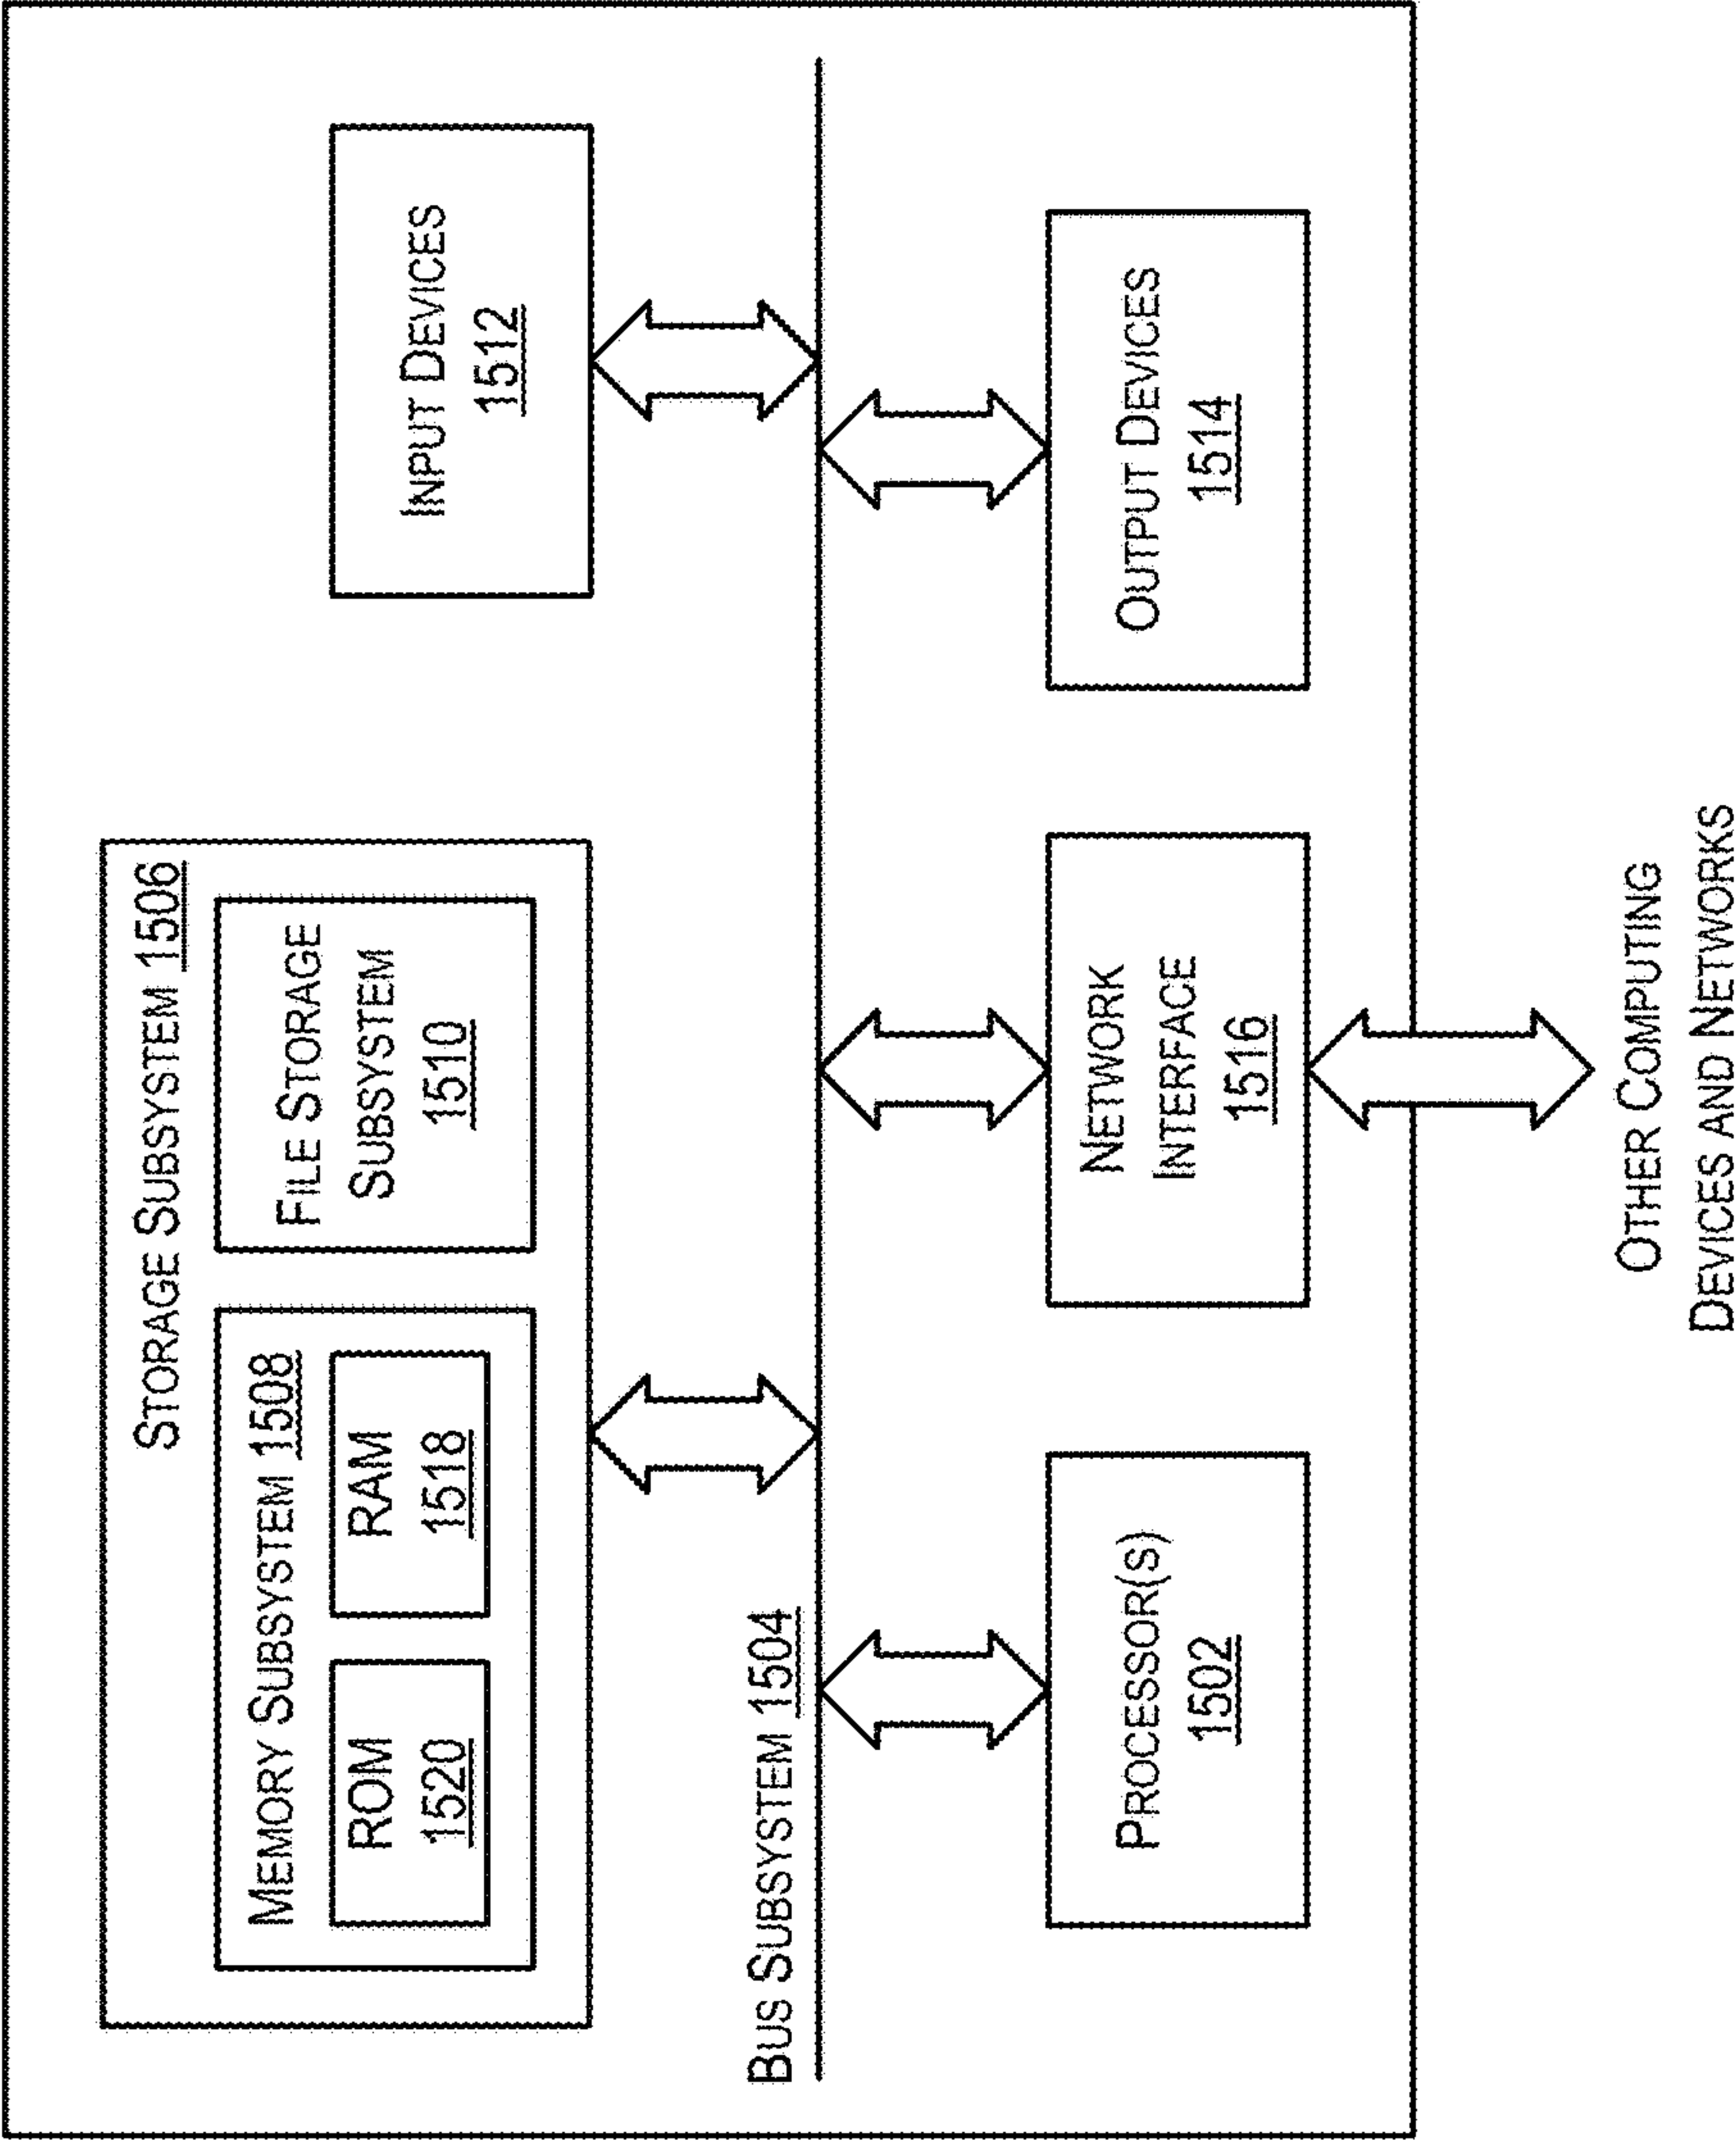 STORAGE SUBSYSTEM 1506
MEMORY SUBSYSTEM 1508
ROM
1520
RAM
1518
FILE STORAGE
SUBSYSTEM
1510
INPUT DEVICES
1512
BUS SUBSYSTEM 1504
PROCESSOR(S)
1502
NETWORK
INTERFACE
1516
OUTPUT DEVICES
1514
OTHER COMPUTING
DEVICES AND NETWORKS